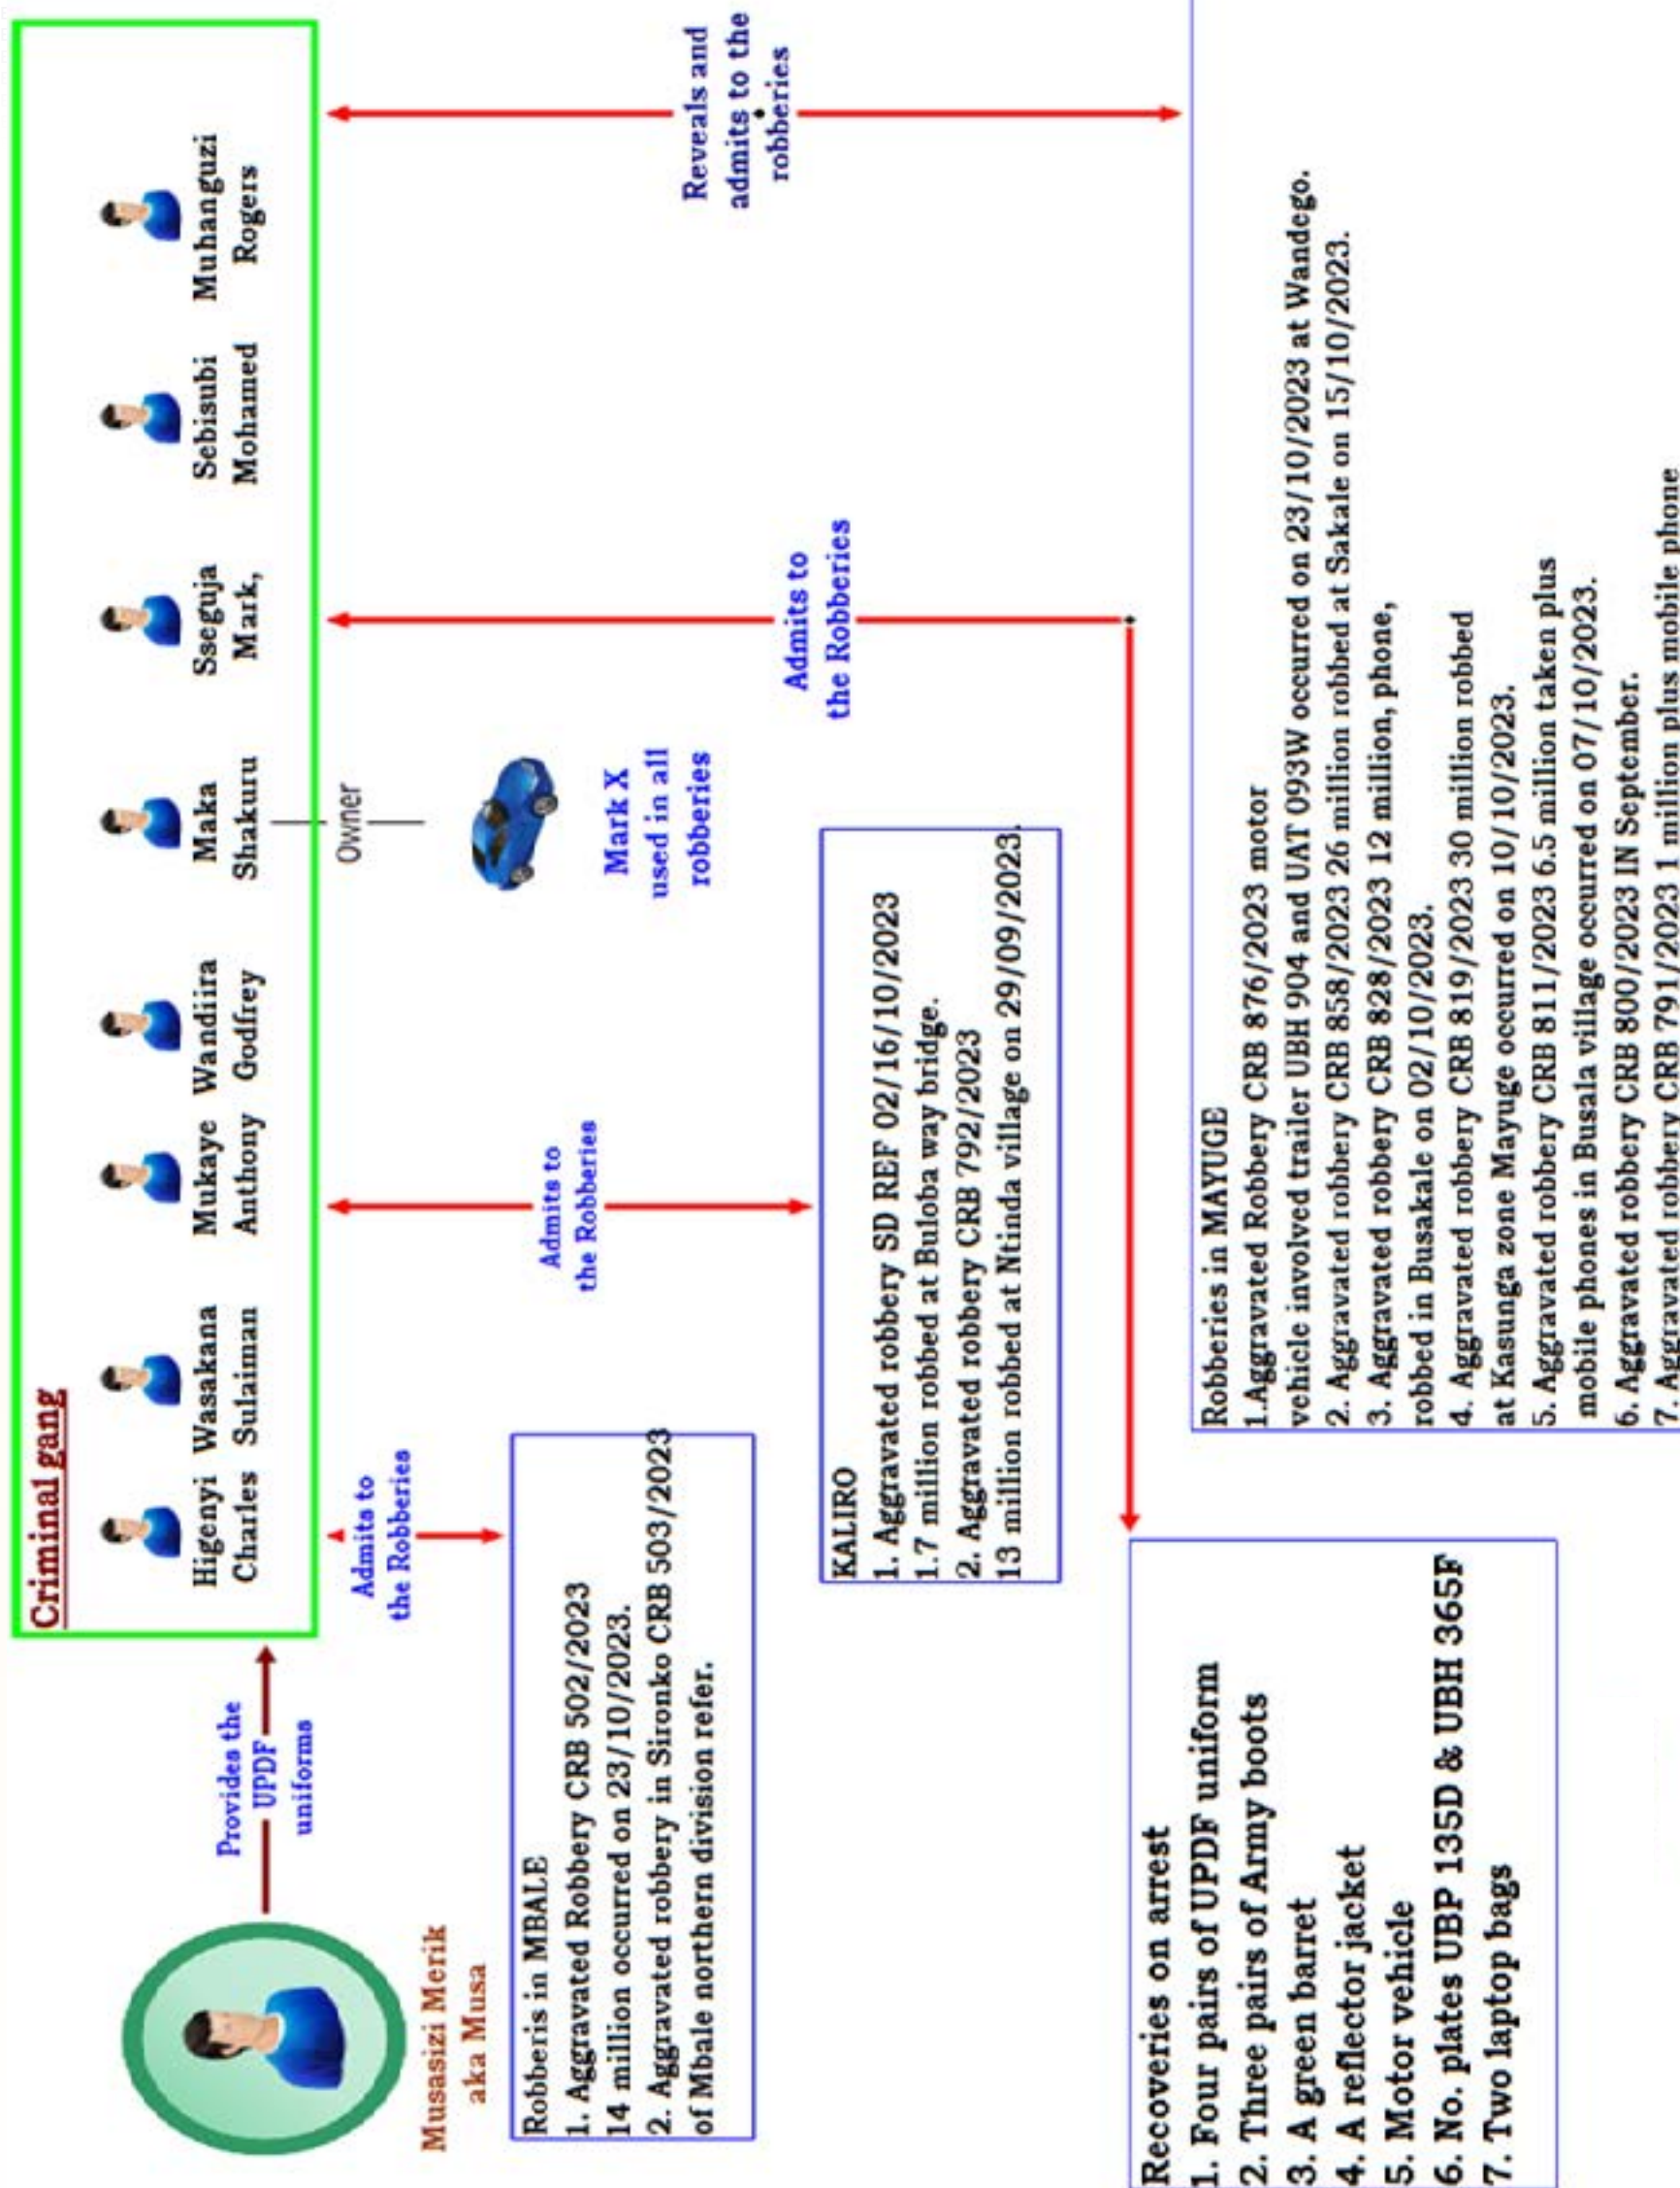 Criminal gang
Higenyi
Charles
Wasakana
Sulaiman
Mukaye
Anthony
Wandiira
Godfrey
Maka
Shakuru
Sseguja
Mark,
Sebisubi
Mohamed
Muhanguzi
Rogers
Provides the
UPDF
uniforms
Musasizi Merik
aka Musa
Admits to
the Robberies
Admits to
the Robberies
Owner
Mark X
used in all
robberies
Admits to
the Robberies
Reveals and
admits to the
robberies
Robberis in MBALE
1. Aggravated Robbery CRB 502/2023
14 million occurred on 23/10/2023.
2. Aggravated robbery in Sironko CRB 503/2023
of Mbale northern division refer.
KALIRO
1. Aggravated robbery SD REF 02/16/10/2023
1.7 million robbed at Buloba way bridge.
2. Aggravated robbery CRB 792/2023
13 million robbed at Ntinda village on 29/09/2023.
Recoveries on arrest
1. Four pairs of UPDF uniform
2. Three pairs of Army boots
3. A green barret
4. A reflector jacket
5. Motor vehicle
6. No. plates UBP 135D & UBH 365F
7. Two laptop bags
Robberies in MAYUGE
1.Aggravated Robbery CRB 876/2023 motor
vehicle involved trailer UBH 904 and UAT 093W occurred on 23/10/2023 at Wandego.
2. Aggravated robbery CRB 858/2023 26 million robbed at Sakale on 15/10/2023.
3. Aggravated robbery CRB 828/2023 12 million, phone,
robbed in Busakale on 02/10/2023.
4. Aggravated robbery CRB 819/2023 30 million robbed
at Kasunga zone Mayuge occurred on 10/10/2023.
5. Aggravated robbery CRB 811/2023 6.5 million taken plus
mobile phones in Busala village occurred on 07/10/2023.
6. Aggravated robbery CRB 800/2023 IN September.
7. Aggravated robbery CRB 791/2023 1 million plus mobile phone